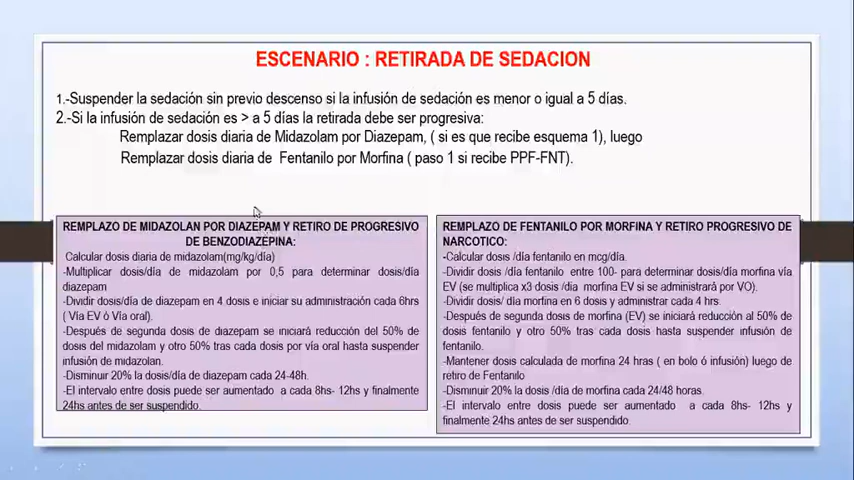 ESCENARIO : RETIRADA DE SEDACION
1.-Suspender la sedación sin previo descenso si la infusión de sedación es menor o igual a 5 días.
2.-Si la infusión de sedación es > a 5 días la retirada debe ser progresiva:
Remplazar dosis diaria de Midazolam por Diazepam, ( si es que recibe esquema 1), luego
Remplazar dosis diaria de Fentanilo por Morfina ( paso 1 si recibe PPF-FNT).
REMPLAZO DE MIDAZOLAN POR DIAZEPAM Y RETIRO DE PROGRESIVO
DE BENZODIAZEPINA:
Calcular dosis diaria de midazolam(mg/kg/día)
-Multiplicar dosis/día de midazolam por 0,5 para determinar dosis/día
diazepam
-Dividir dosis/día de diazepam en 4 dosis e iniciar su administración cada 6hrs
( Vía EV ó Vía oral).
-Después de segunda dosis de diazepam se iniciará reducción del 50% de
dosis del midazolam y otro 50% tras cada dosis por vía oral hasta suspender
infusión de midazolan.
-Disminuir 20% la dosis/día de diazepam cada 24-48h.
-El intervalo entre dosis puede ser aumentado a cada 8hs- 12hs y finalmente
24hs antes de ser suspendido.
REMPLAZO DE FENTANILO POR MORFINA Y RETIRO PROGRESIVO DE
NARCOTICO:
-Calcular dosis /día fentanilo en mcg/día.
-Dividir dosis /día fentanilo entre 100- para determinar dosis/día morfina vía
EV (se multiplica x3 dosis /dia morfina EV si se administrará por VO).
-Dividir dosis/ día morfina en 6 dosis y administrar cada 4 hrs.
-Después de segunda dosis de morfina (EV) se iniciará reducción al 50% de
dosis fentanilo y otro 50% tras cada dosis hasta suspender infusión de
fentanilo.
-Mantener dosis calculada de morfina 24 hras ( en bolo ó infusión) luego de
retiro de Fentanilo
-Disminuir 20% la dosis /día de morfina cada 24/48 horas.
-El intervalo entre dosis puede ser aumentado a cada 8hs- 12hs y
finalmente 24hs antes de ser suspendido.